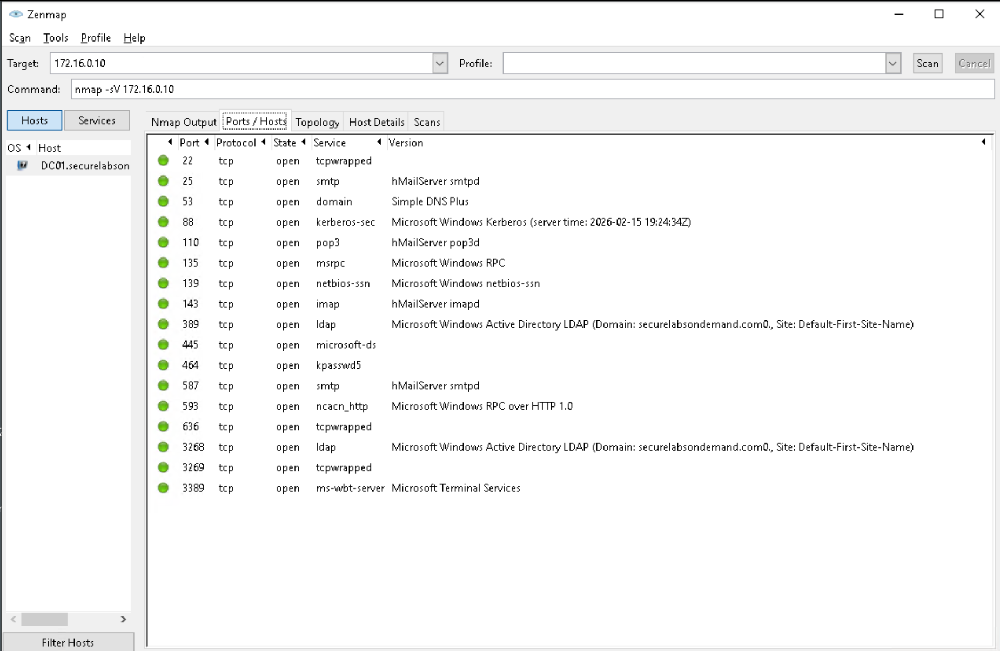 Zenmap
Scan Tools Profile Help
Target: 172.16.0.10 Profile: Scan Cancel
Command: nmap -sV 172.16.0.10
Hosts Services
OS Host
DC01.securelabson
Nmap Output Ports / Hosts Topology Host Details Scans
Port Protocol State Service Version
22 tcp open tcpwrapped
25 tcp open smtp hMailServer smtpd
53 tcp open domain Simple DNS Plus
88 tcp open kerberos-sec Microsoft Windows Kerberos (server time: 2026-02-15 19:24:34Z)
110 tcp open pop3 hMailServer pop3d
135 tcp open msrpc Microsoft Windows RPC
139 tcp open netbios-ssn Microsoft Windows netbios-ssn
143 tcp open imap hMailServer imapd
389 tcp open ldap Microsoft Windows Active Directory LDAP (Domain: securelabsondemand.com0., Site: Default-First-Site-Name)
445 tcp open microsoft-ds
464 tcp open kpasswd5
587 tcp open smtp hMailServer smtpd
593 tcp open ncacn_http Microsoft Windows RPC over HTTP 1.0
636 tcp open tcpwrapped
3268 tcp open ldap Microsoft Windows Active Directory LDAP (Domain: securelabsondemand.com0., Site: Default-First-Site-Name)
3269 tcp open tcpwrapped
3389 tcp open ms-wbt-server Microsoft Terminal Services
Filter Hosts